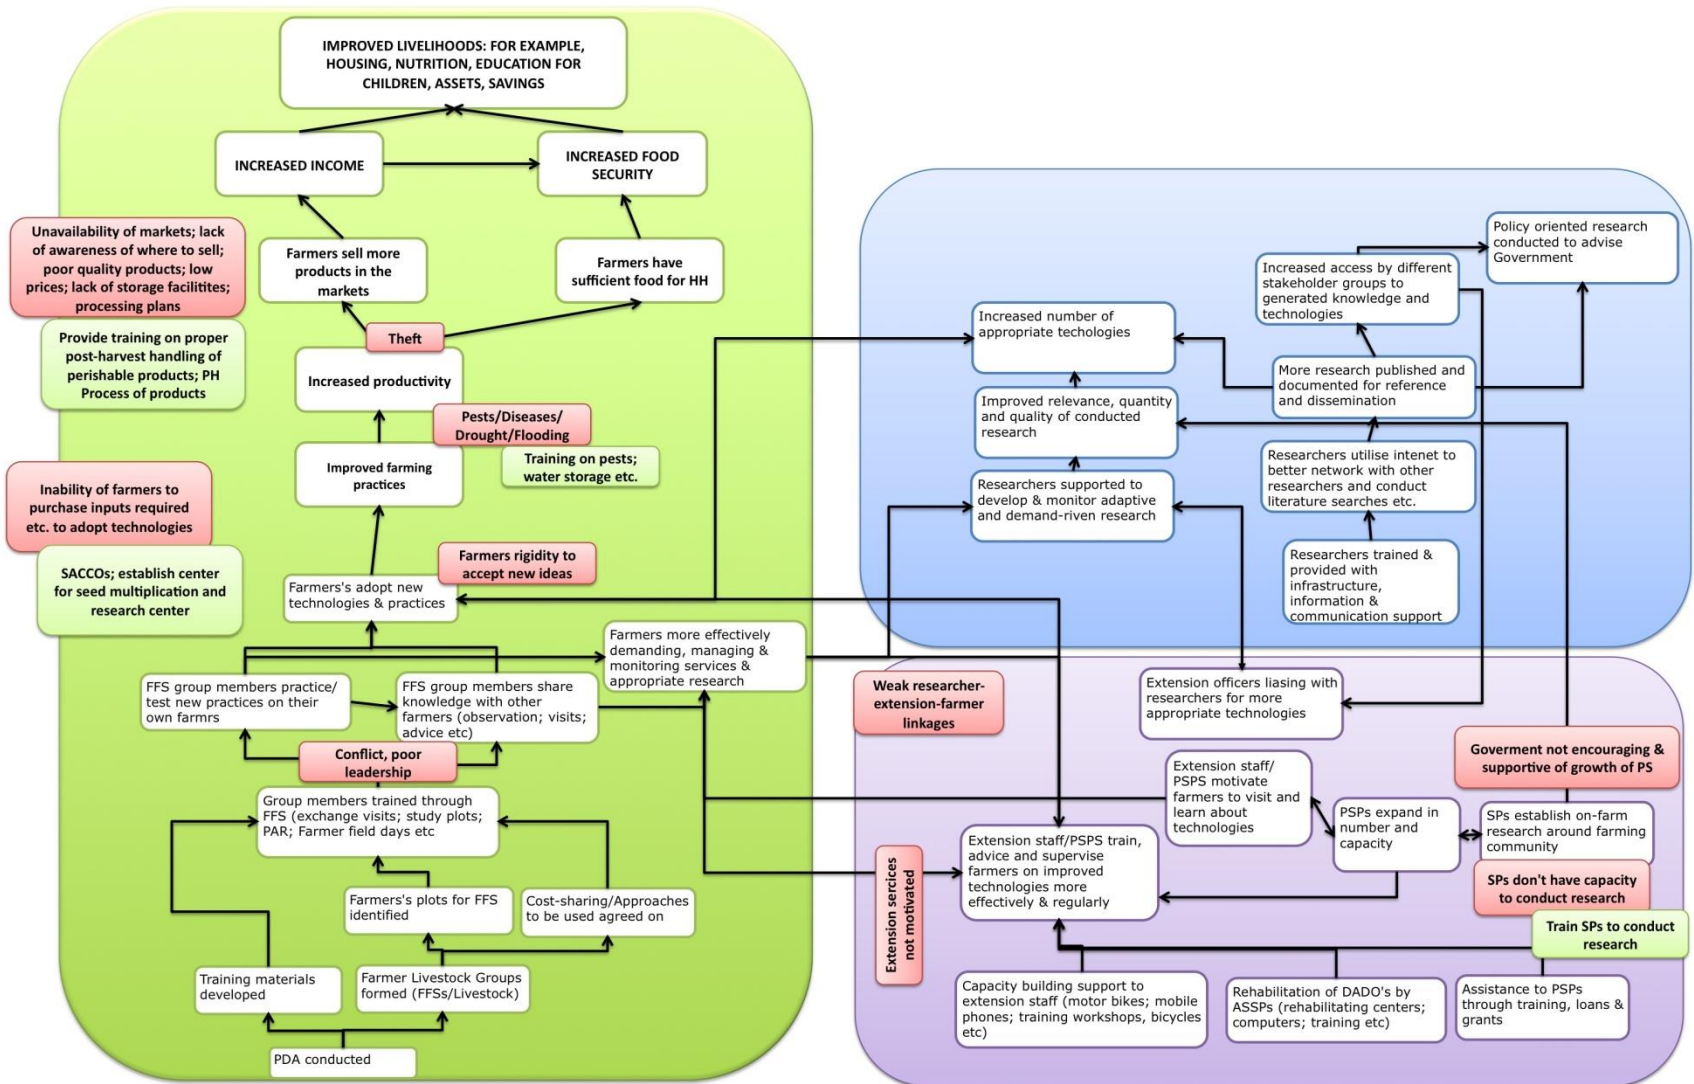 IMPROVED LIVELIHOODS: FOR EXAMPLE,
HOUSING, NUTRITION, EDUCATION FOR
CHILDREN, ASSETS, SAVINGS
INCREASED INCOME
INCREASED FOOD
SECURITY
Unavailability of markets; lack
of awareness of where to sell;
poor quality products; low
prices; lack of storage facilitites;
processing plans
Farmers sell more
products in the
markets
Farmers have
sufficient food for HH
Provide training on proper
post-harvest handling of
perishable products; PH
Process of products
Theft
Increased productivity
Pests/Diseases/
Drought/Flooding
Improved farming
practices
Training on pests;
water storage etc.
Inability of farmers to
purchase inputs required
etc. to adopt technologies
SACCOs; establish center
for seed multiplication and
research center
Farmers rigidity to
accept new ideas
Farmers's adopt new
technologies & practices
Farmers more effectively
demanding, managing &
monitoring services &
appropriate research
FFS group members practice/
test new practices on their
own farmrs
FFS group members share
knowledge with other
farmers (observation; visits;
advice etc)
Conflict, poor
leadership
Group members trained through
FFS (exchange visits; study plots;
PAR; Farmer field days etc
Farmers's plots for FFS
identified
Cost-sharing/Approaches
to be used agreed on
Training materials
developed
Farmer Livestock Groups
formed (FFSs/Livestock)
PDA conducted
Policy oriented research
conducted to advise
Government
Increased access by different
stakeholder groups to
generated knowledge and
technologies
Increased number of
appropriate techologies
More research published and
documented for reference
and dissemination
Improved relevance, quantity
and quality of conducted
research
Researchers utilise intenet to
better network with other
researchers and conduct
literature searches etc.
Researchers supported to
develop & monitor adaptive
and demand-riven research
Researchers trained &
provided with
infrastructure,
information &
communication support
Weak researcher-
extension-farmer
linkages
Extension officers liasing with
researchers for more
appropriate technologies
Goverment not encouraging &
supportive of growth of PS
Extension staff/
PSPS motivate
farmers to visit and
learn about
technologies
PSPs expand in
number and
capacity
SPs establish on-farm
research around farming
community
Extension sercices
not motivated
Extension staff/PSPS train,
advice and supervise
farmers on improved
technologies more
effectively & regularly
SPs don't have capacity
to conduct research
Train SPs to conduct
research
Capacity building support to
extension staff (motor bikes; mobile
phones; training workshops, bicycles
etc)
Rehabilitation of DADO's by
ASSPs (rehabilitating centers;
computers; training etc)
Assistance to PSPs
through training, loans &
grants